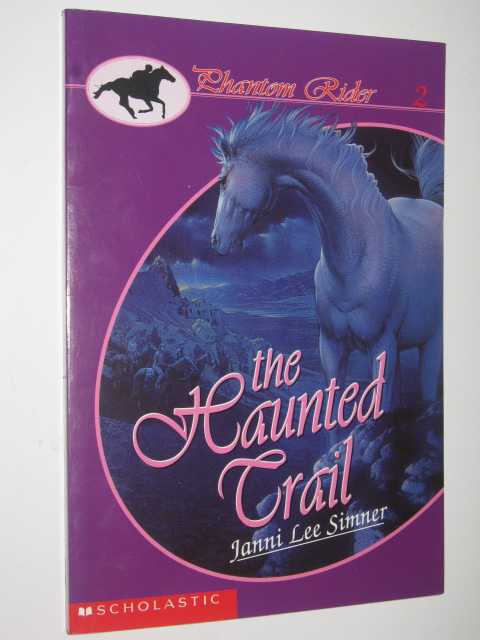 Phantom Rider 2
the
Haunted
Trail
Janni Lee Simner
SCHOLASTIC